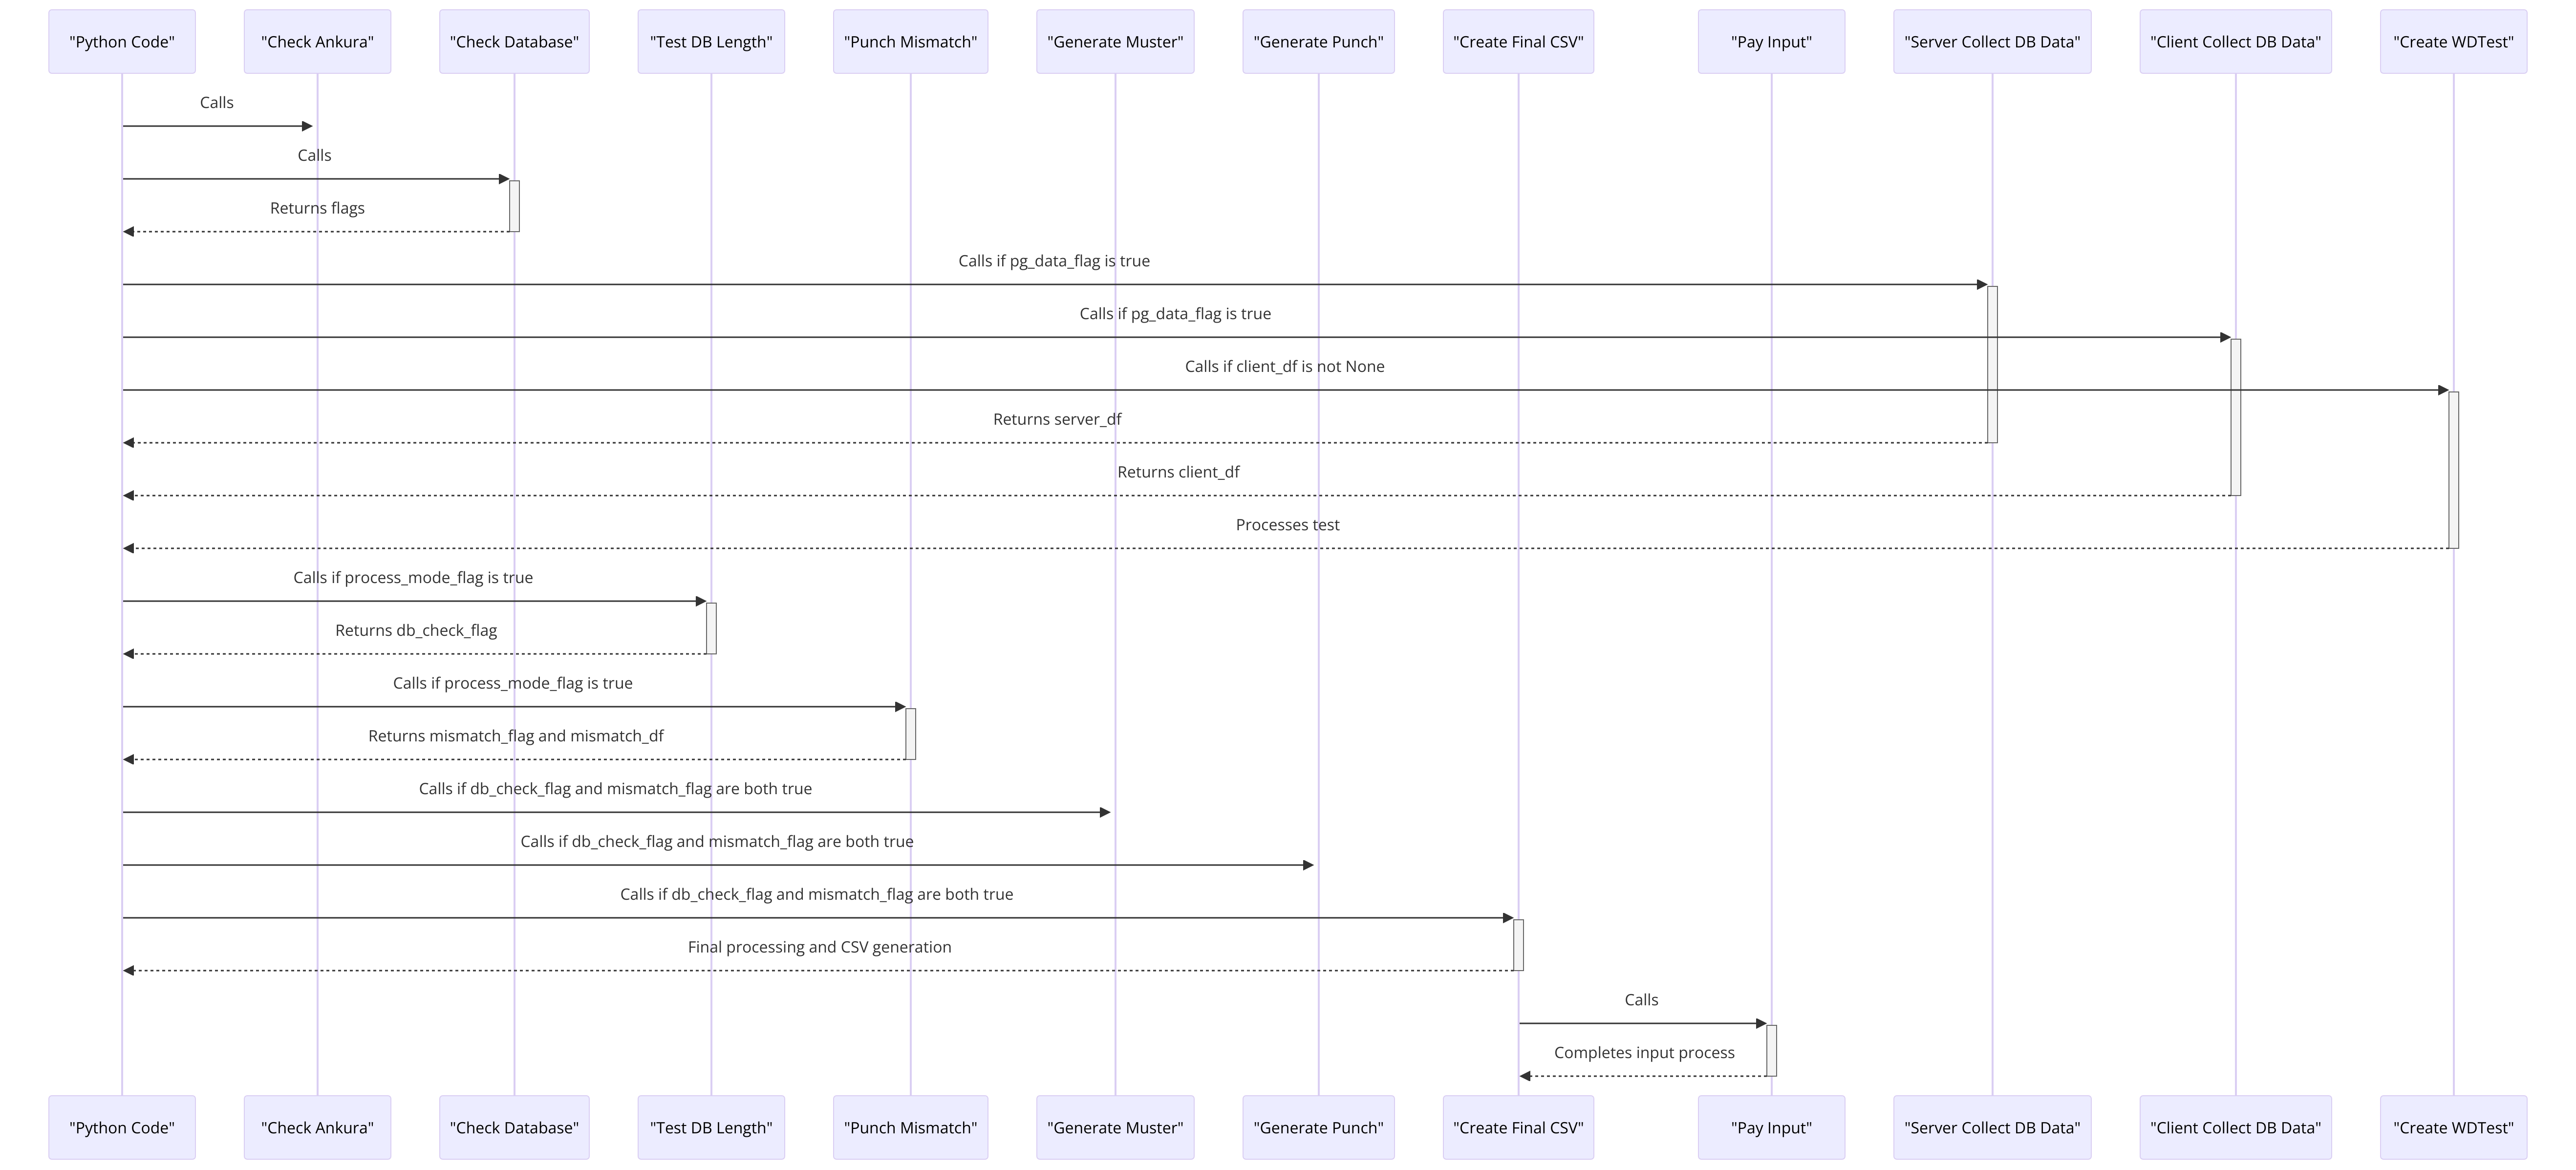 "Python Code"
"Check Ankura"
"Check Database"
"Test DB Length"
"Punch Mismatch"
"Generate Muster"
"Generate Punch"
"Create Final CSV"
"Pay Input"
"Server Collect DB Data"
"Client Collect DB Data"
"Create WDTest"
Calls
Calls
Returns flags
Calls if pg_data_flag is true
Calls if pg_data_flag is true
Calls if client_df is not None
Returns server_df
Returns client_df
Processes test
Calls if process_mode_flag is true
Returns db_check_flag
Calls if process_mode_flag is true
Returns mismatch_flag and mismatch_df
Calls if db_check_flag and mismatch_flag are both true
Calls if db_check_flag and mismatch_flag are both true
Calls if db_check_flag and mismatch_flag are both true
Final processing and CSV generation
Calls
Completes input process
"Python Code"
"Check Ankura"
"Check Database"
"Test DB Length"
"Punch Mismatch"
"Generate Muster"
"Generate Punch"
"Create Final CSV"
"Pay Input"
"Server Collect DB Data"
"Client Collect DB Data"
"Create WDTest"